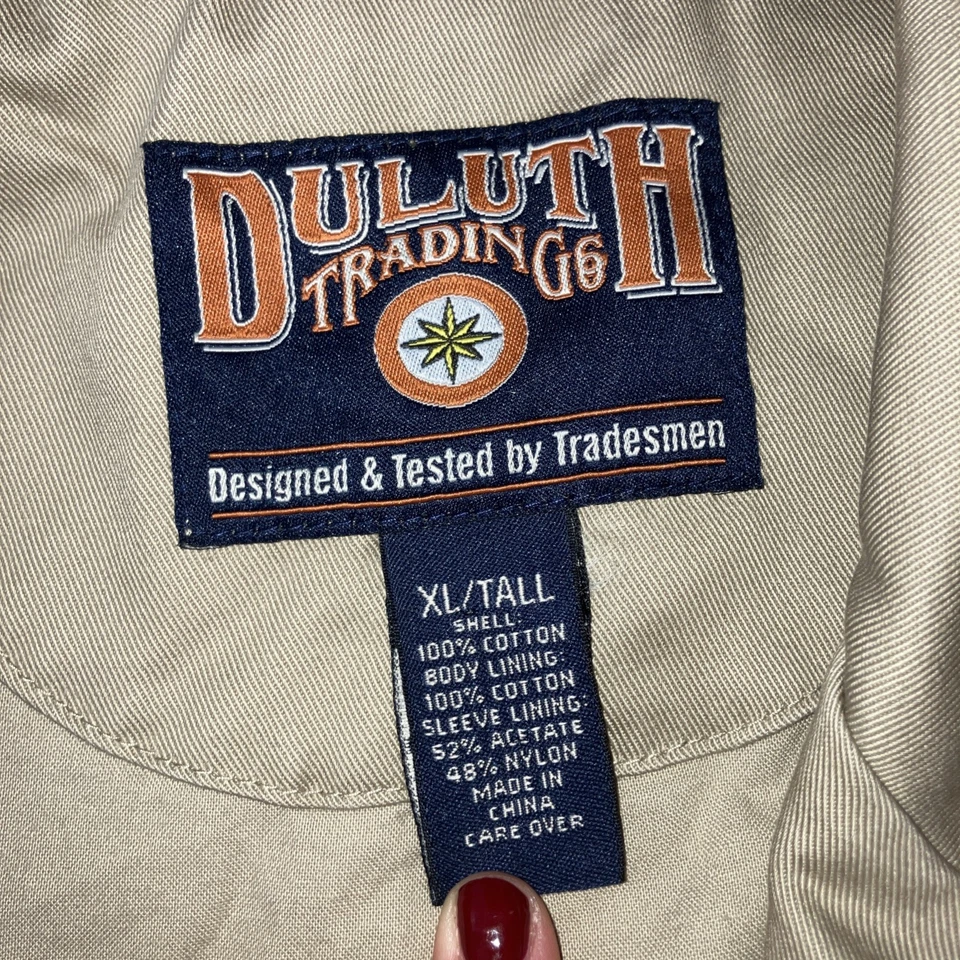 DULUTH
TRADING Co
Designed & Tested by Tradesmen
XL/TALL
SHELL:
100% COTTON
BODY LINING:
100% COTTON
SLEEVE LINING:
52% ACETATE
48% NYLON
MADE IN
CHINA
CARE OVER